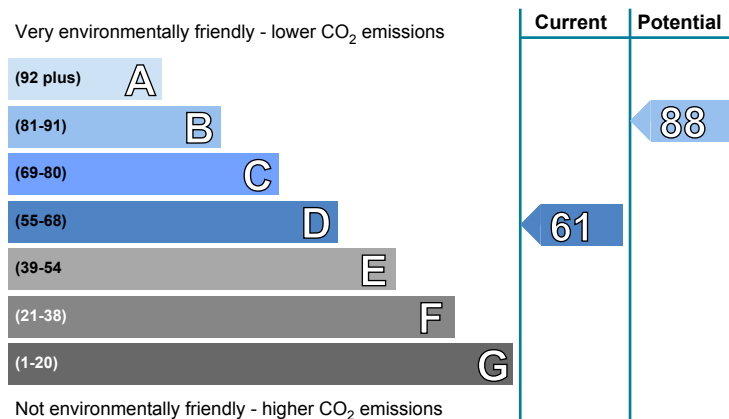 Very environmentally friendly - lower CO₂ emissions
Current
Potential
(92 plus) A
(81-91) B
88
(69-80) C
(55-68) D
61
(39-54 E
(21-38) F
(1-20) G
Not environmentally friendly - higher CO₂ emissions